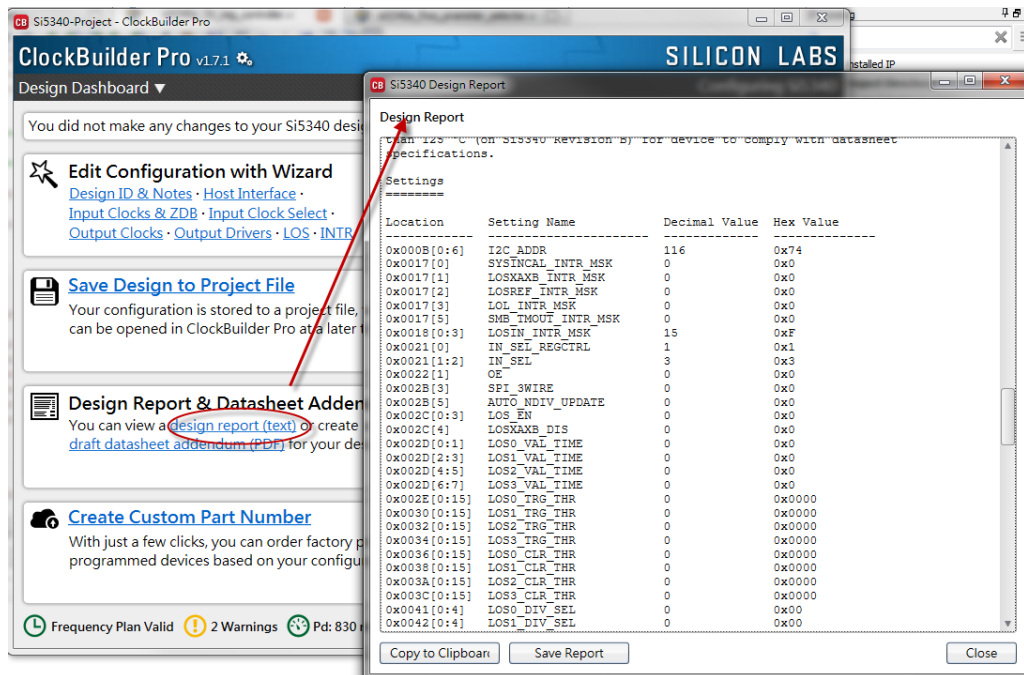 Si5340-Project - ClockBuilder Pro
ClockBuilder Pro v1.7.1
SILICON LABS
Design Dashboard ▼
nstalled IP
You did not make any changes to your Si5340 desi
Edit Configuration with Wizard
Design ID & Notes · Host Interface ·
Input Clocks & ZDB · Input Clock Select ·
Output Clocks · Output Drivers · LOS · INTR
Save Design to Project File
Your configuration is stored to a project file,
can be opened in ClockBuilder Pro at a later t
Design Report & Datasheet Adden
You can view a design report (text) or create
draft datasheet addendum (PDF) for your de
Create Custom Part Number
With just a few clicks, you can order factory p
programmed devices based on your configu
Frequency Plan Valid 2 Warnings Pd: 830
Si5340 Design Report
Design Report
than 125 °C (on Si5340 Revision B) for device to comply with datasheet
specifications.
Settings
========
Location Setting Name Decimal Value Hex Value
------------ ---------------------- ------------- --------------
0x000B[0:6] I2C_ADDR 116 0x74
0x0017[0] SYSINCAL_INTR_MSK 0 0x0
0x0017[1] LOSXAXB_INTR_MSK 0 0x0
0x0017[2] LOSREF_INTR_MSK 0 0x0
0x0017[3] LOL_INTR_MSK 0 0x0
0x0017[5] SMB_TMOUT_INTR_MSK 0 0x0
0x0018[0:3] LOSIN_INTR_MSK 15 0xF
0x0021[0] IN_SEL_REGCTRL 1 0x1
0x0021[1:2] IN_SEL 3 0x3
0x0022[1] OE 0 0x0
0x002B[3] SPI_3WIRE 0 0x0
0x002B[5] AUTO_NDIV_UPDATE 0 0x0
0x002C[0:3] LOS_EN 0 0x0
0x002C[4] LOSXAXB_DIS 0 0x0
0x002D[0:1] LOS0_VAL_TIME 0 0x0
0x002D[2:3] LOS1_VAL_TIME 0 0x0
0x002D[4:5] LOS2_VAL_TIME 0 0x0
0x002D[6:7] LOS3_VAL_TIME 0 0x0
0x002E[0:15] LOS0_TRG_THR 0 0x0000
0x0030[0:15] LOS1_TRG_THR 0 0x0000
0x0032[0:15] LOS2_TRG_THR 0 0x0000
0x0034[0:15] LOS3_TRG_THR 0 0x0000
0x0036[0:15] LOS0_CLR_THR 0 0x0000
0x0038[0:15] LOS1_CLR_THR 0 0x0000
0x003A[0:15] LOS2_CLR_THR 0 0x0000
0x003C[0:15] LOS3_CLR_THR 0 0x0000
0x0041[0:4] LOS0_DIV_SEL 0 0x00
0x0042[0:4] LOS1_DIV_SEL 0 0x00
Copy to Clipboard Save Report Close